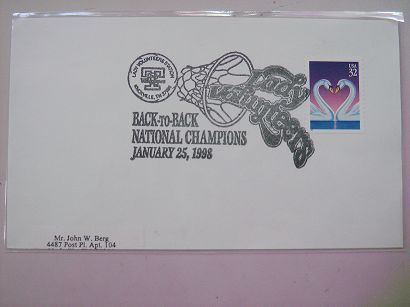 LADY VOLUNTEERS STATION
KNOXVILLE, TN
Lady
Volunteers
USA
32
BACK-TO-BACK
NATIONAL CHAMPIONS
JANUARY 25, 1998
Mr. John W. Berg
4487 Post Pl. Apt. 104